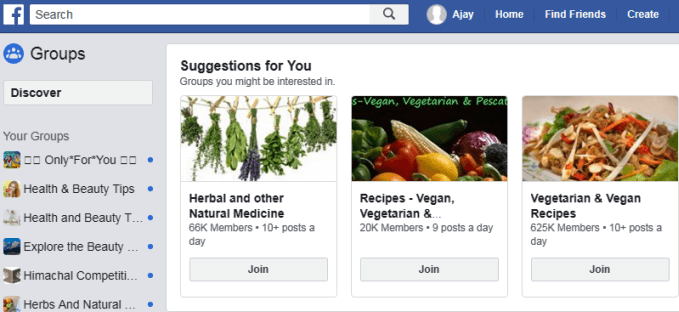 f Search Ajay Home Find Friends Create
Groups
Discover
Your Groups
Only*For*You
Health & Beauty Tips
Health and Beauty T...
Explore the Beauty ...
Himachal Competiti...
Herbs And Natural ...
Suggestions for You
Groups you might be interested in.
Herbal and other
Natural Medicine
66K Members • 10+ posts a
day
Join
s-Vegan, Vegetarian & Pescat
Recipes - Vegan,
Vegetarian &...
20K Members • 9 posts a day
Join
Vegetarian & Vegan
Recipes
625K Members • 10+ posts a
day
Join